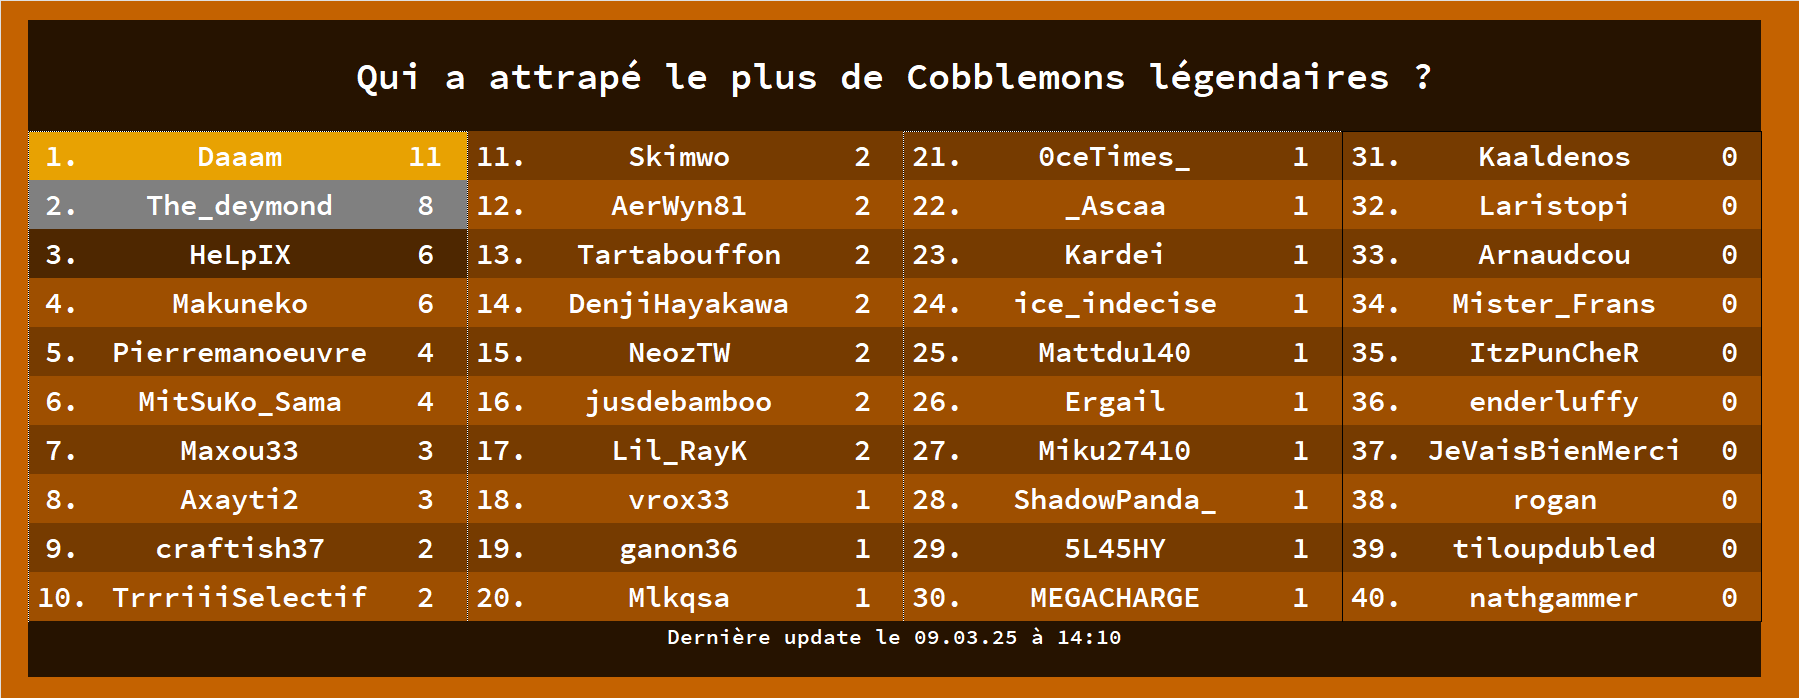 Qui a attrapé le plus de Cobblemons légendaires ?
1. Daaam 11
2. The_deymond 8
3. HeLpIX 6
4. Makuneko 6
5. Pierremanoeuvre 4
6. MitSuKo_Sama 4
7. Maxou33 3
8. Axayti2 3
9. craftish37 2
10. TrrriiiSelectif 2
11. Skimwo 2
12. AerWyn81 2
13. Tartabouffon 2
14. DenjiHayakawa 2
15. NeozTW 2
16. jusdebamboo 2
17. Lil_RayK 2
18. vrox33 1
19. ganon36 1
20. Mlkqsa 1
21. 0ceTimes_ 1
22. _Ascaa 1
23. Kardei 1
24. ice_indecise 1
25. Mattdu140 1
26. Ergail 1
27. Miku27410 1
28. ShadowPanda_ 1
29. 5L45HY 1
30. MEGACHARGE 1
31. Kaaldenos 0
32. Laristopi 0
33. Arnaudcou 0
34. Mister_Frans 0
35. ItzPunCheR 0
36. enderluffy 0
37. JeVaisBienMerci 0
38. rogan 0
39. tiloupdubled 0
40. nathgammer 0
Dernière update le 09.03.25 à 14:10